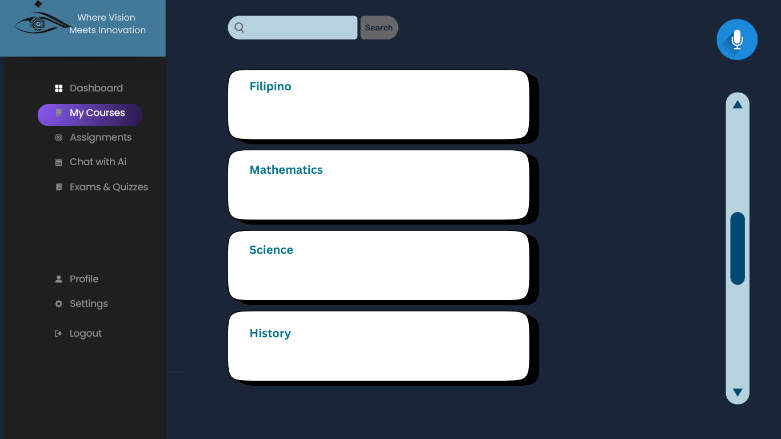 Where Vision
Meets Innovation
Dashboard
My Courses
Assignments
Chat with Ai
Exams & Quizzes
Profile
Settings
Logout
Search
Filipino
Mathematics
Science
History